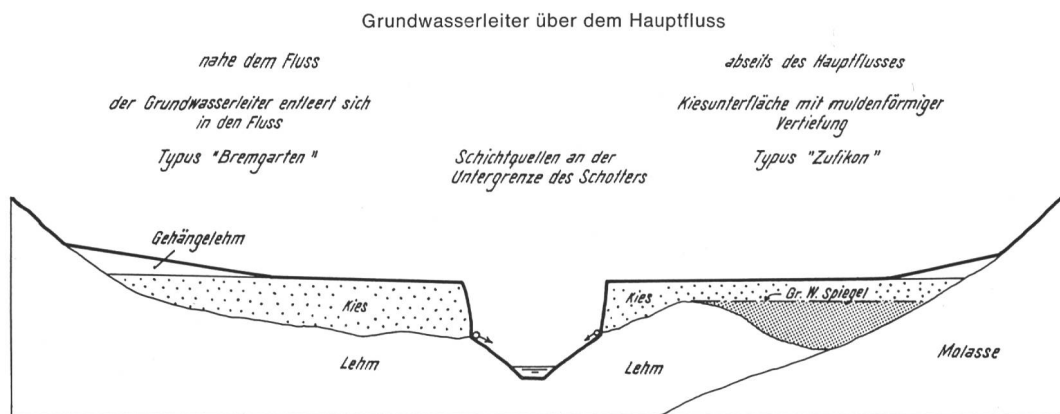 Grundwasserleiter über dem Hauptfluss
nahe dem Fluss
der Grundwasserleiter entleert sich
in den Fluss
Typus "Bremgarten"
Schichtquellen an der
Untergrenze des Schotters
abseits des Hauptflusses
Kiesunterfläche mit muldenförmiger
Vertiefung
Typus "Zufikon"
Gehängelehm
Kies
Kies
Gr. W. Spiegel
Lehm
Lehm
Molasse